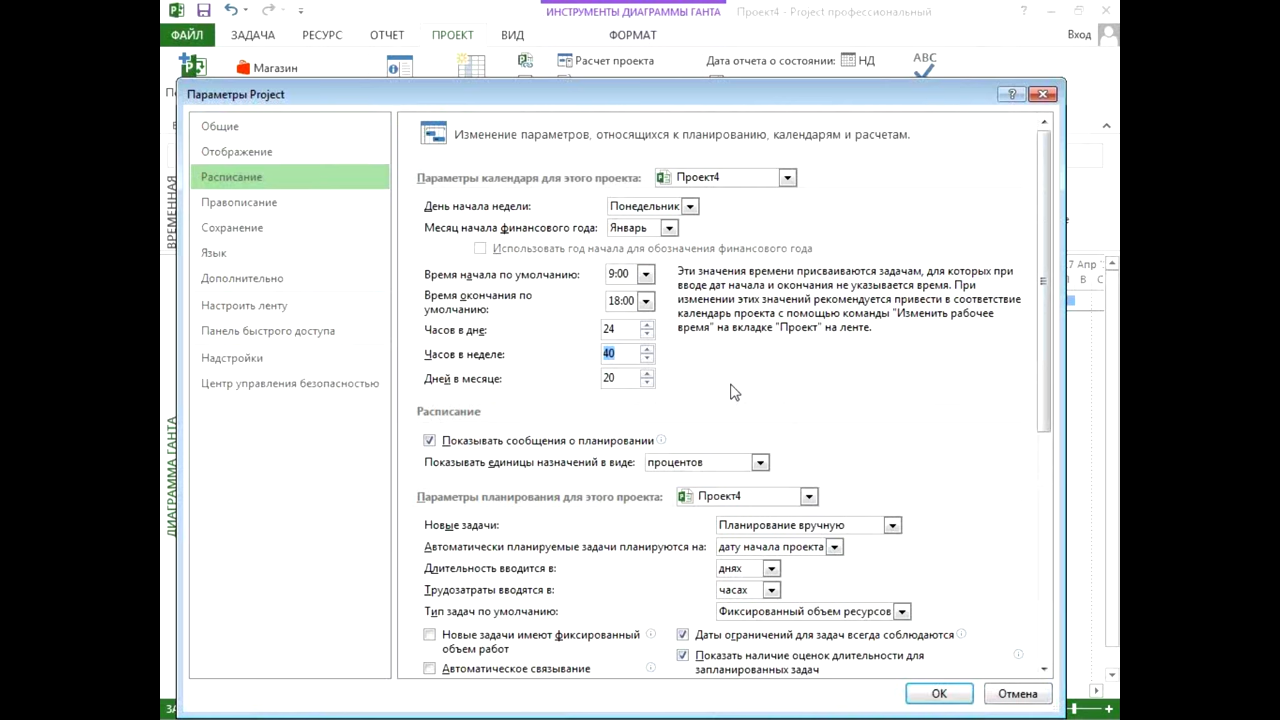 ИНСТРУМЕНТЫ ДИАГРАММЫ ГАНТА
Проект4 - Project профессиональный
ФАЙЛ ЗАДАЧА РЕСУРС ОТЧЕТ ПРОЕКТ ВИД ФОРМАТ Вход
Магазин
Расчет проекта
Дата отчета о состоянии: НД
ABC
Параметры Project
Общие
Отображение
Расписание
Правописание
Сохранение
Язык
Дополнительно
Настроить ленту
Панель быстрого доступа
Надстройки
Центр управления безопасностью
Изменение параметров, относящихся к планированию, календарям и расчетам.
Параметры календаря для этого проекта: Проект4
День начала недели: Понедельник
Месяц начала финансового года: Январь
Использовать год начала для обозначения финансового года
Время начала по умолчанию: 9:00
Время окончания по
умолчанию: 18:00
Часов в дне: 24
Часов в неделе: 40
Дней в месяце: 20
Эти значения времени присваиваются задачам, для которых при
вводе дат начала и окончания не указывается время. При
изменении этих значений рекомендуется привести в соответствие
календарь проекта с помощью команды "Изменить рабочее
время" на вкладке "Проект" на ленте.
Расписание
Показывать сообщения о планировании
Показывать единицы назначений в виде: процентов
Параметры планирования для этого проекта: Проект4
Новые задачи: Планирование вручную
Автоматически планируемые задачи планируются на: дату начала проекта
Длительность вводится в: днях
Трудозатраты вводятся в: часах
Тип задач по умолчанию: Фиксированный объем ресурсов
Новые задачи имеют фиксированный
объем работ
Автоматическое связывание
Даты ограничений для задач всегда соблюдаются
Показать наличие оценок длительности для
запланированных задач
OK
Отмена
ВРЕМЕННАЯ
ДИАГРАММА ГАНТА
17 Апр
В С